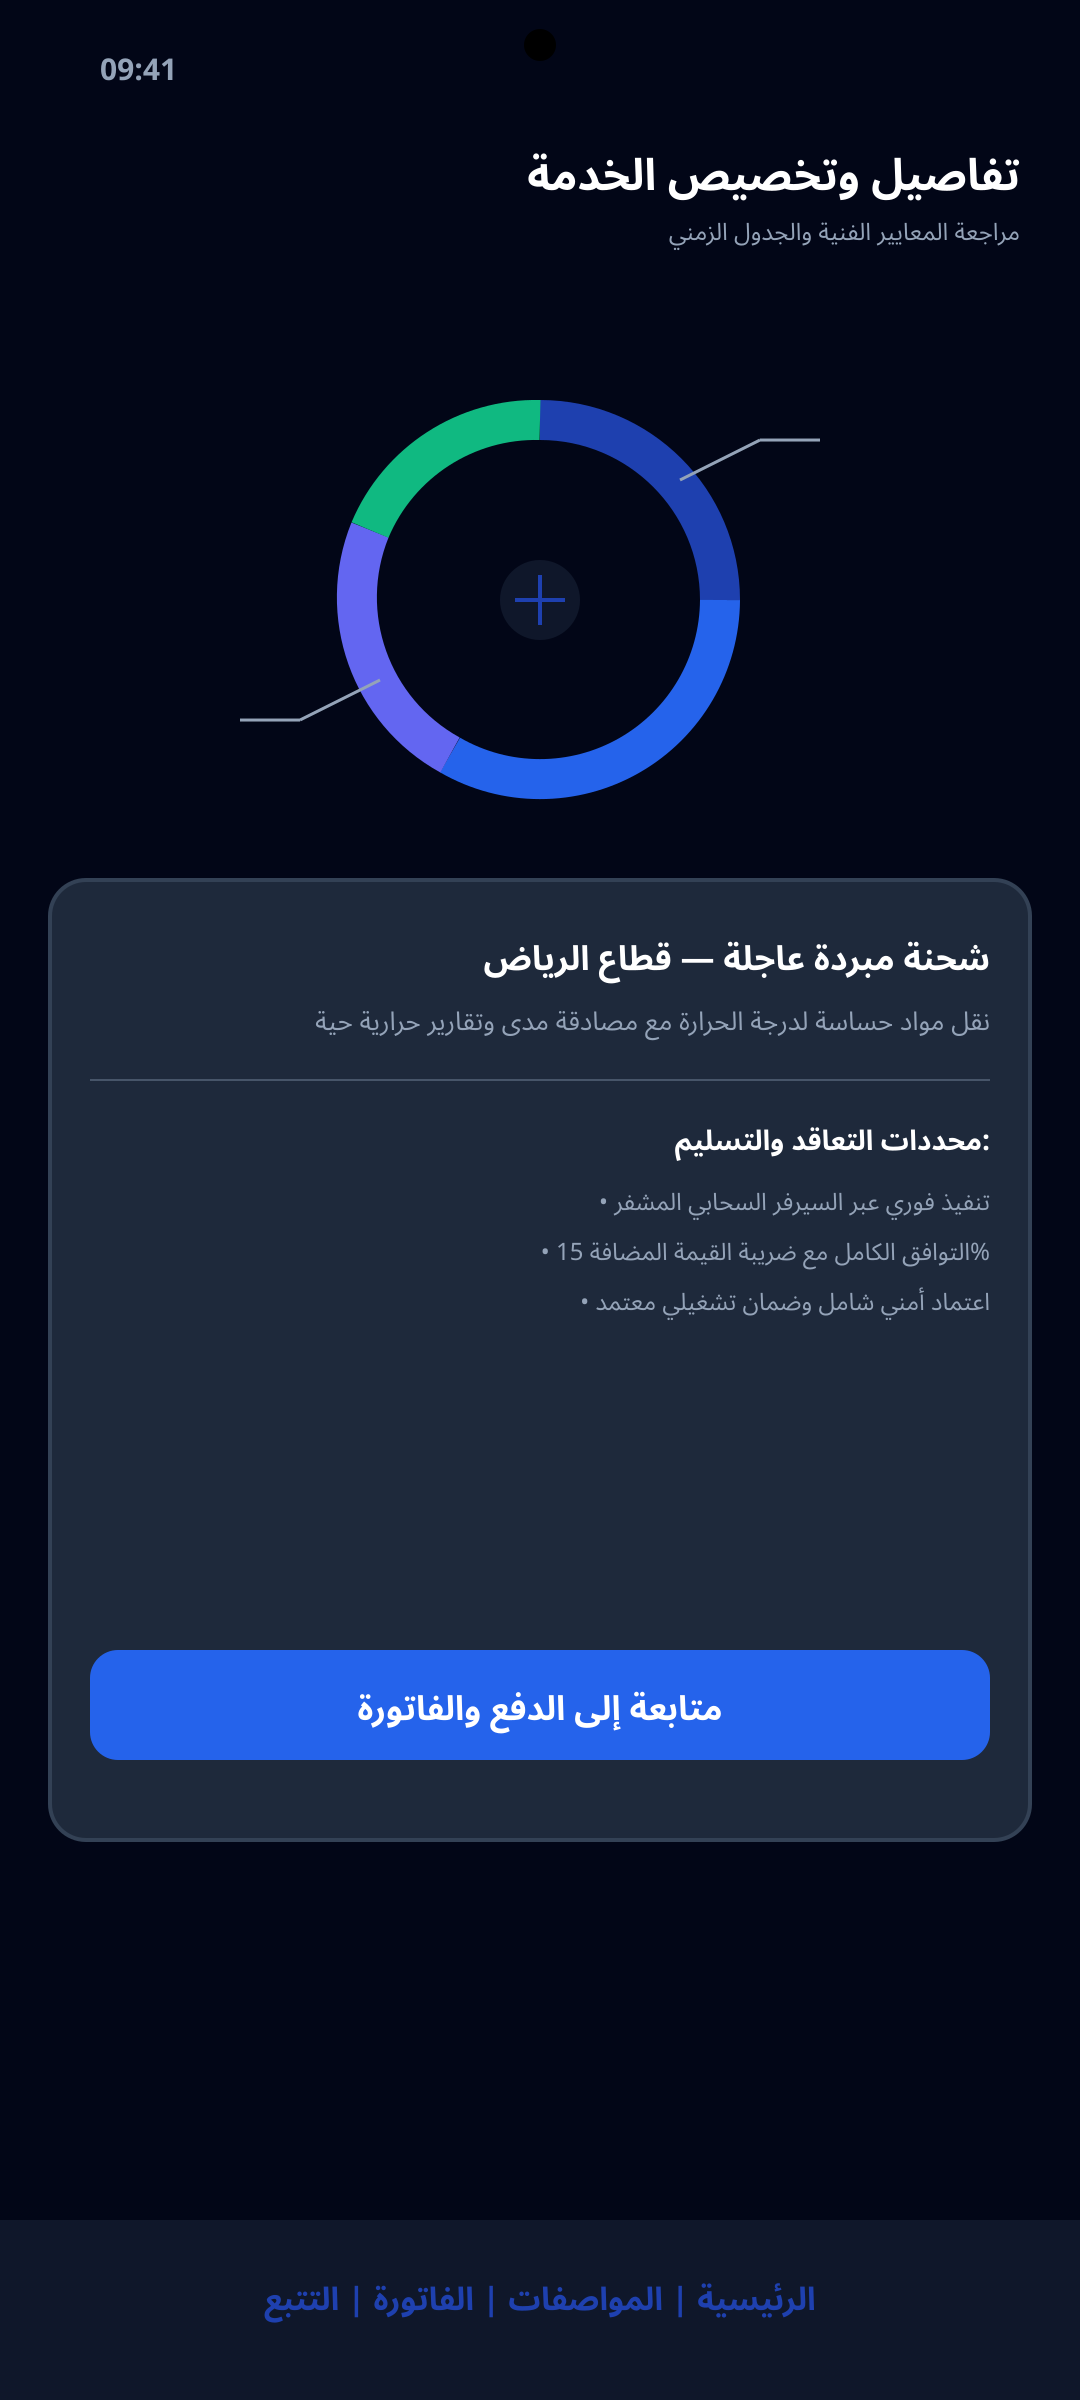 09:41
تفاصيل وتخصيص الخدمة
مراجعة المعايير الفنية والجدول الزمني
شحنة مبردة عاجلة — قطاع الرياض
نقل مواد حساسة لدرجة الحرارة مع مصادقة مدى وتقارير حرارية حية
:محددات التعاقد والتسليم
تنفيذ فوري عبر السيرفر السحابي المشفر •
%التوافق الكامل مع ضريبة القيمة المضافة 15 •
اعتماد أمني شامل وضمان تشغيلي معتمد •
متابعة إلى الدفع والفاتورة
الرئيسية | المواصفات | الفاتورة | التتبع